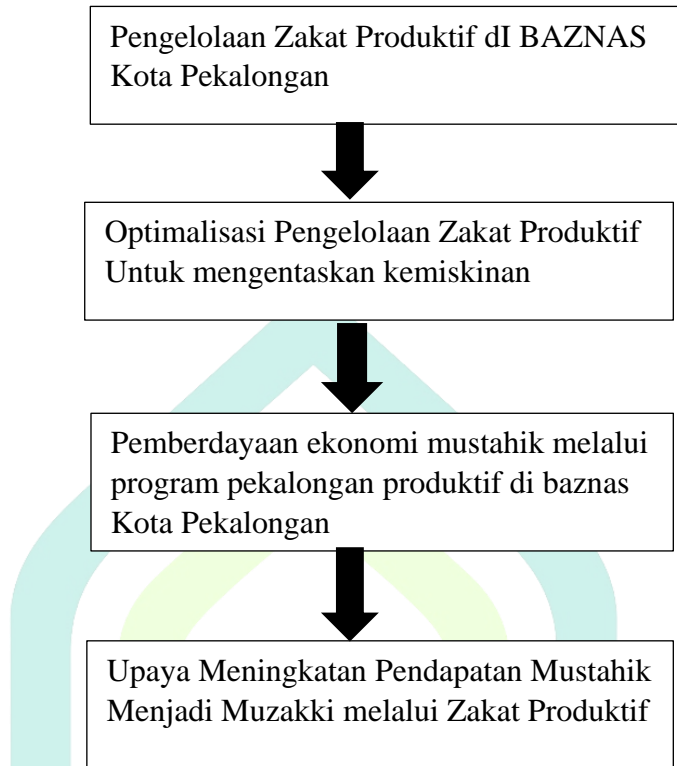 Pengelolaan Zakat Produktif dI BAZNAS
Kota Pekalongan
Optimalisasi Pengelolaan Zakat Produktif
Untuk mengentaskan kemiskinan
Pemberdayaan ekonomi mustahik melalui
program pekalongan produktif di baznas
Kota Pekalongan
Upaya Meningkatan Pendapatan Mustahik
Menjadi Muzakki melalui Zakat Produktif